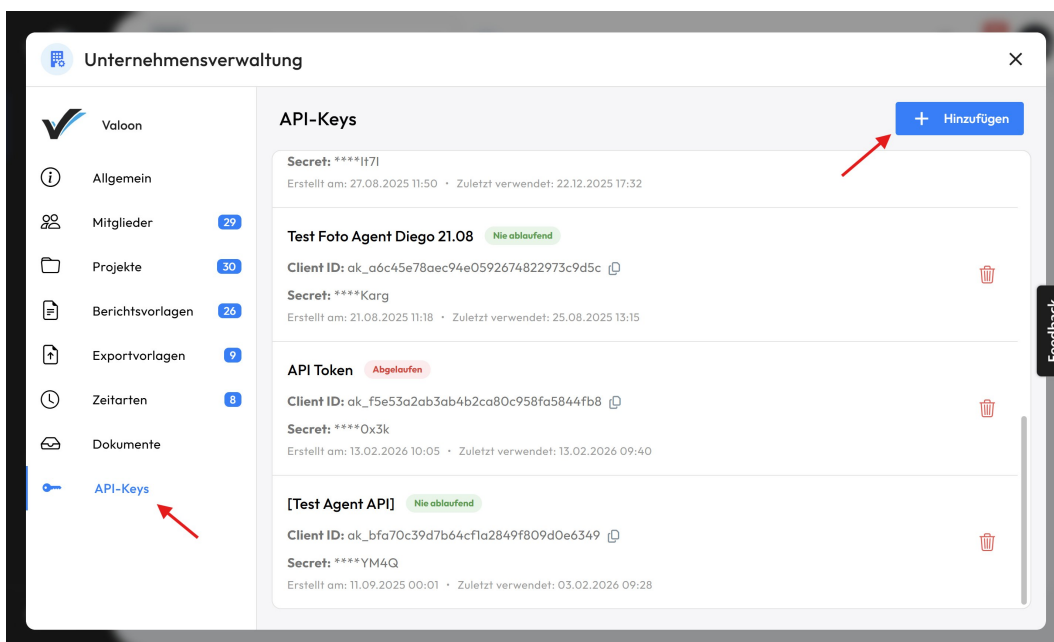 Unternehmensverwaltung
Valoon
Allgemein
Mitglieder 29
Projekte 30
Berichtsvorlagen 26
Exportvorlagen 9
Zeitarten 8
Dokumente
API-Keys
API-Keys
+ Hinzufügen
Secret: ****It7I
Erstellt am: 27.08.2025 11:50 • Zuletzt verwendet: 22.12.2025 17:32
Test Foto Agent Diego 21.08 Nie ablaufend
Client ID: ak_a6c45e78aec94e0592674822973c9d5c
Secret: ****Karg
Erstellt am: 21.08.2025 11:18 • Zuletzt verwendet: 25.08.2025 13:15
API Token Abgelaufen
Client ID: ak_f5e53a2ab3ab4b2ca80c958fa5844fb8
Secret: ****0x3k
Erstellt am: 13.02.2026 10:05 • Zuletzt verwendet: 13.02.2026 09:40
[Test Agent API] Nie ablaufend
Client ID: ak_bfa70c39d7b64cf1a2849f809d0e6349
Secret: ****YM4Q
Erstellt am: 11.09.2025 00:01 • Zuletzt verwendet: 03.02.2026 09:28
Feedback